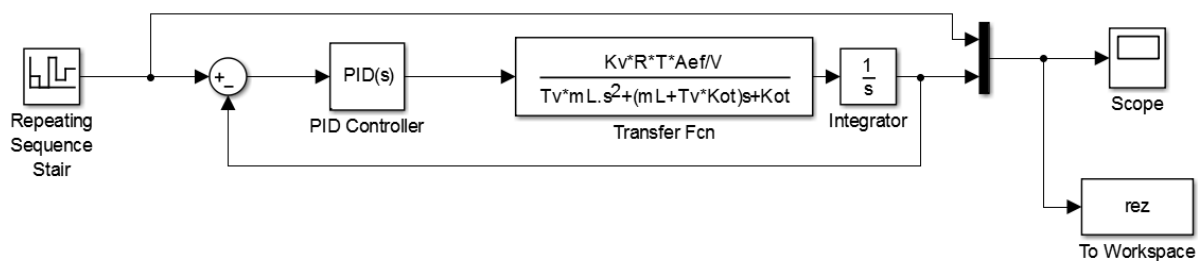 Repeating
Sequence
Stair
+
−
PID(s)
PID Controller
Kv*R*T*Aef/V
Tv*mL.s²+(mL+Tv*Kot)s+Kot
Transfer Fcn
1
s
Integrator
Scope
rez
To Workspace